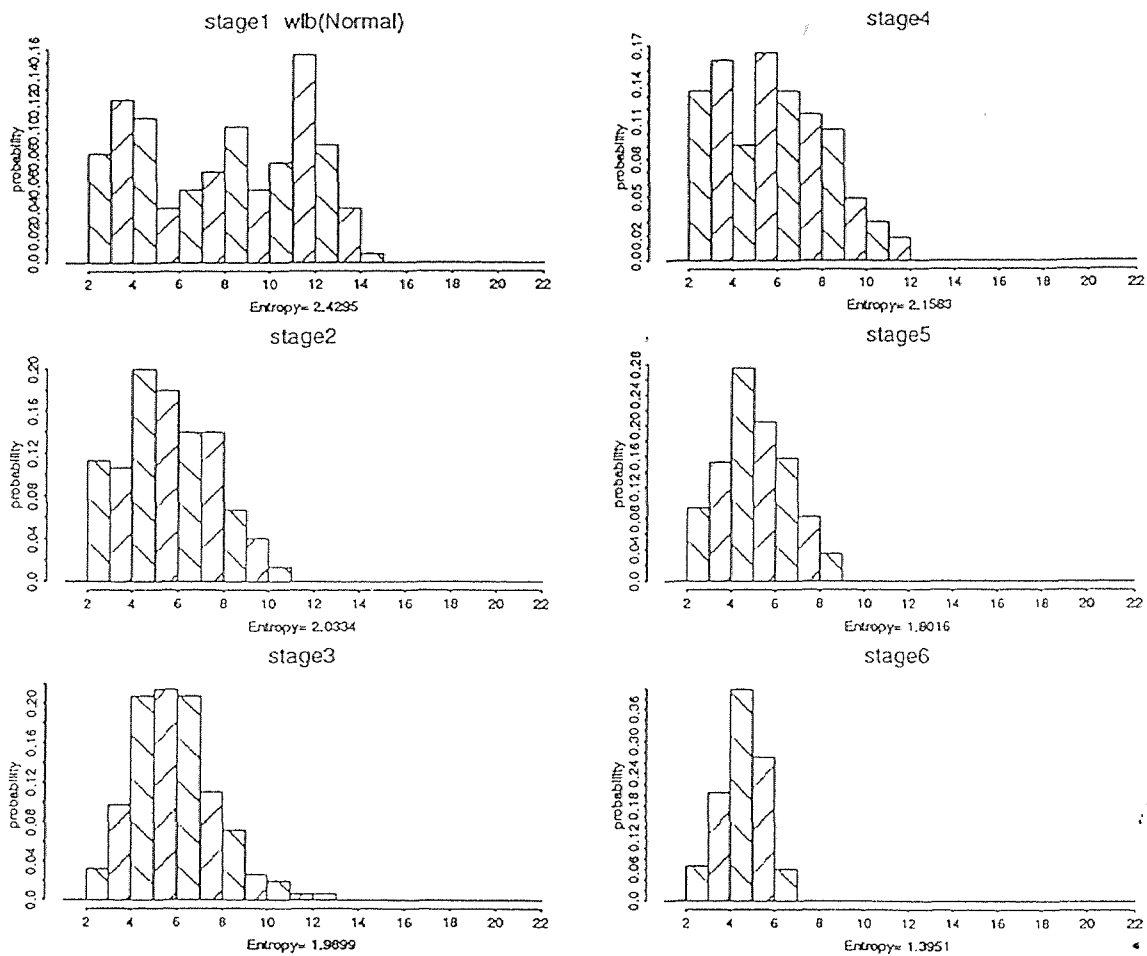 stage1 wlb(Normal)
probability
0.0 0.02 0.04 0.06 0.08 0.10 0.12 0.14 0.16
2 4 6 8 10 12 14 16 18 20 22
Entropy= 2.4295
stage2
probability
0.0 0.04 0.08 0.12 0.16 0.20
2 4 6 8 10 12 14 16 18 20 22
Entropy= 2.0334
stage3
probability
0.0 0.04 0.08 0.12 0.16 0.20
2 4 6 8 10 12 14 16 18 20 22
Entropy= 1.9899
stage4
probability
0.0 0.02 0.05 0.08 0.11 0.14 0.17
2 4 6 8 10 12 14 16 18 20 22
Entropy= 2.1583
stage5
probability
0.0 0.04 0.08 0.12 0.16 0.20 0.24 0.28
2 4 6 8 10 12 14 16 18 20 22
Entropy= 1.8016
stage6
probability
0.0 0.06 0.12 0.18 0.24 0.30 0.36
2 4 6 8 10 12 14 16 18 20 22
Entropy= 1.3951